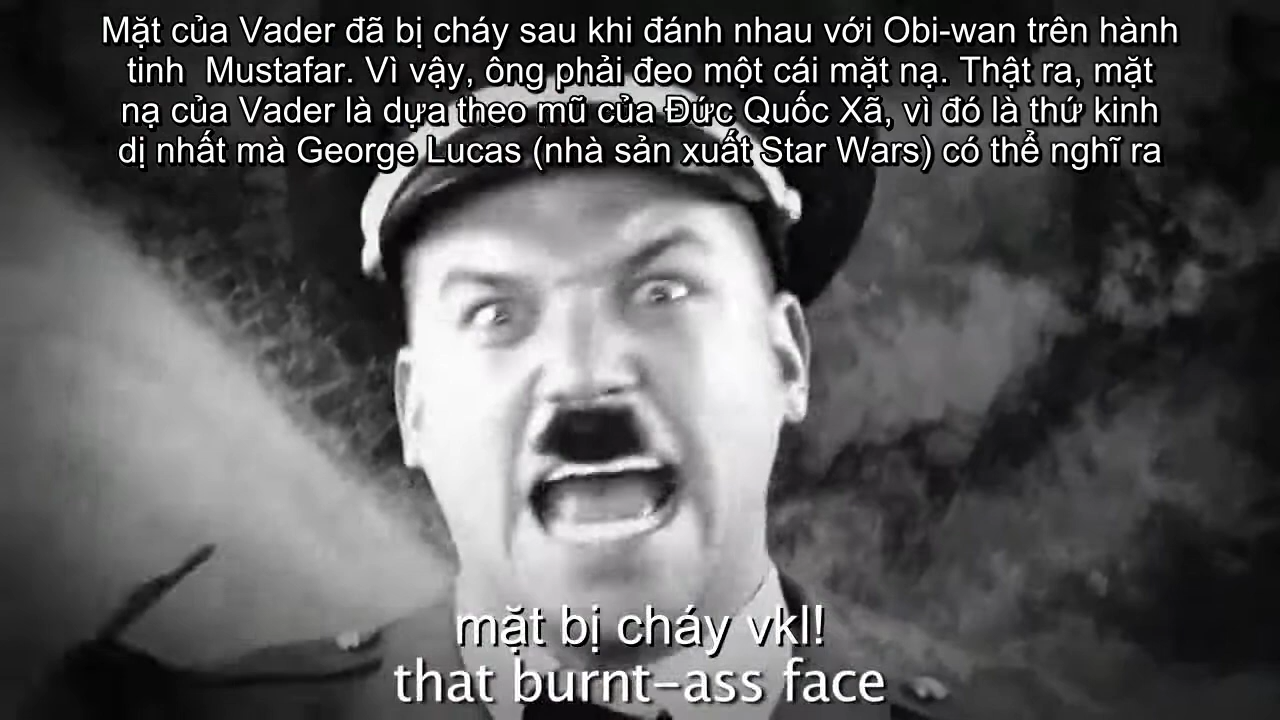 Mặt của Vader đã bị cháy sau khi đánh nhau với Obi-wan trên hành
tinh  Mustafar. Vì vậy, ông phải đeo một cái mặt nạ. Thật ra, mặt
nạ của Vader là dựa theo mũ của Đức Quốc Xã, vì đó là thứ kinh
dị nhất mà George Lucas (nhà sản xuất Star Wars) có thể nghĩ ra
mặt bị cháy vkl!
that burnt-ass face